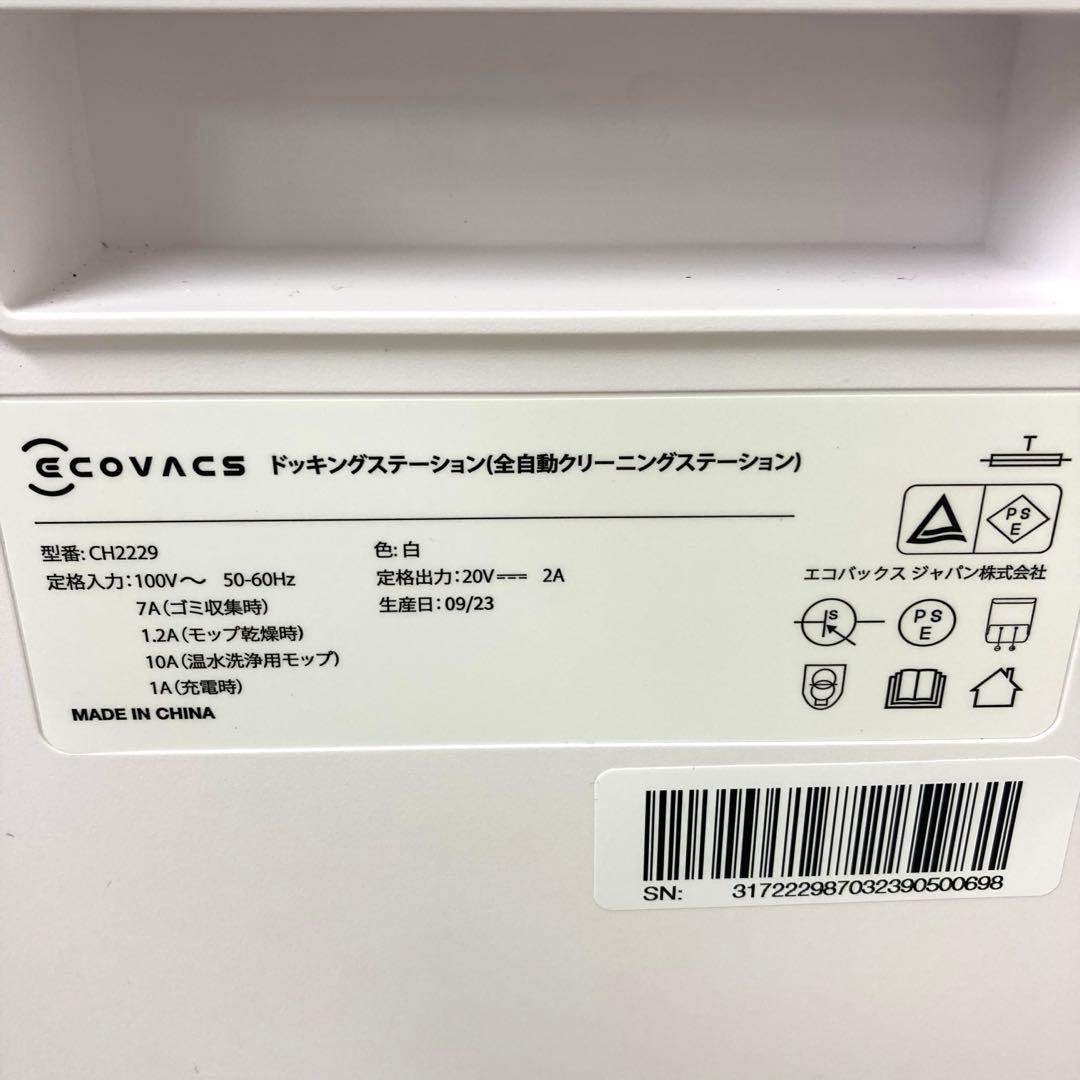 ECOVACS ドッキングステーション(全自動クリーニングステーション)
型番: CH2229
定格入力:100V～ 50-60Hz
7A(ゴミ収集時)
1.2A(モップ乾燥時)
10A(温水洗浄用モップ)
1A(充電時)
MADE IN CHINA
色: 白
定格出力:20V⎓ 2A
生産日:09/23
T
PS
E
エコバックス ジャパン株式会社
S
PS
E
SN: 317222987032390500698